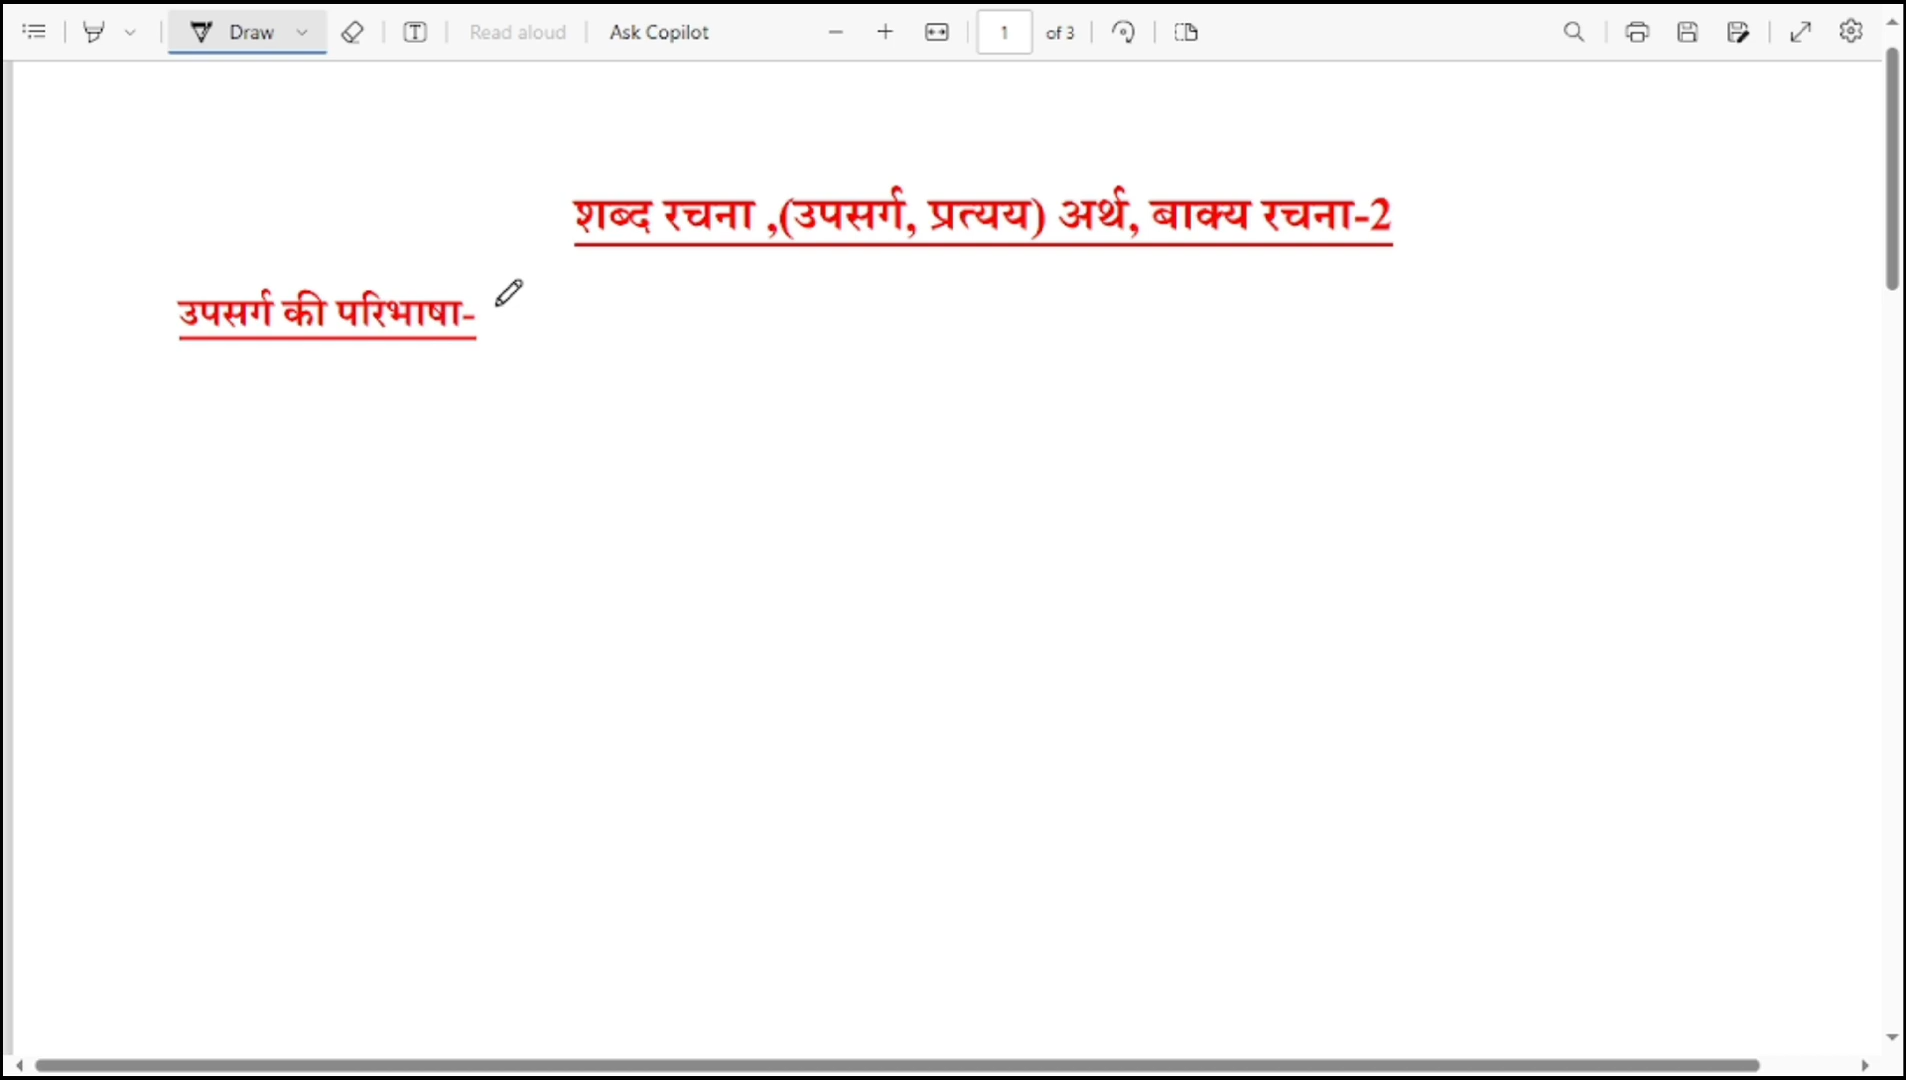 Draw Read aloud Ask Copilot 1 of 3
शब्द रचना ,(उपसर्ग, प्रत्यय) अर्थ, बाक्य रचना-2
उपसर्ग की परिभाषा-